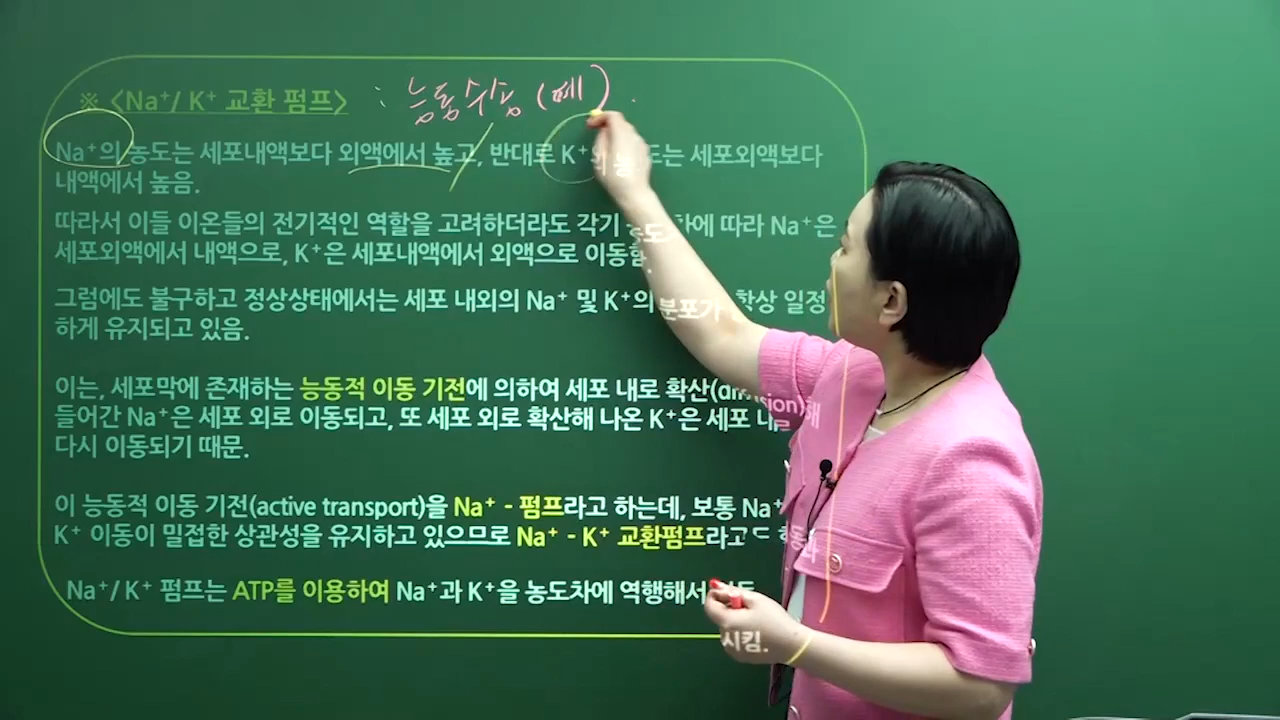 ※ <Na⁺/ K⁺ 교환 펌프> : 능동수송 (예)
Na⁺의 농도는 세포내액보다 외액에서 높고, 반대로 K⁺의 농도는 세포외액보다
내액에서 높음.
따라서 이들 이온들의 전기적인 역할을 고려하더라도 각기 농도차에 따라 Na⁺은
세포외액에서 내액으로, K⁺은 세포내액에서 외액으로 이동함.
그럼에도 불구하고 정상상태에서는 세포 내외의 Na⁺ 및 K⁺의 분포가 항상 일정
하게 유지되고 있음.
이는, 세포막에 존재하는 능동적 이동 기전에 의하여 세포 내로 확산(diffusion)해
들어간 Na⁺은 세포 외로 이동되고, 또 세포 외로 확산해 나온 K⁺은 세포 내로
다시 이동되기 때문.
이 능동적 이동 기전(active transport)을 Na⁺ - 펌프라고 하는데, 보통 Na⁺
K⁺ 이동이 밀접한 상관성을 유지하고 있으므로 Na⁺ - K⁺ 교환펌프라고도
Na⁺/ K⁺ 펌프는 ATP를 이용하여 Na⁺과 K⁺을 농도차에 역행해서 이동
시킴.